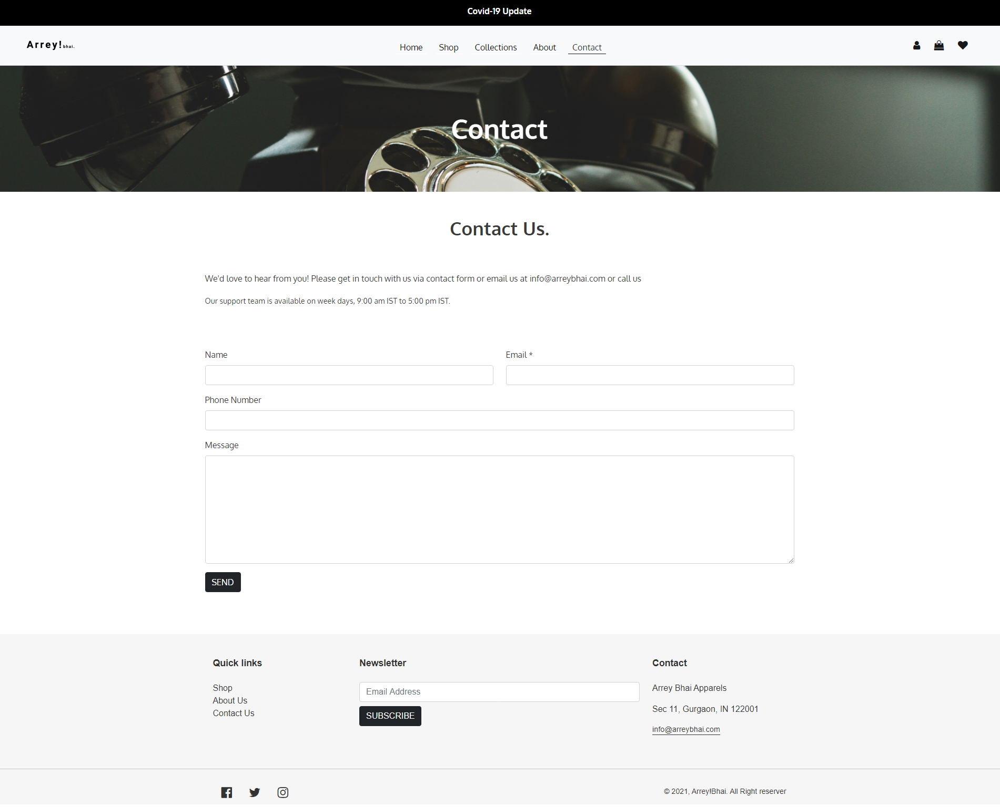 Covid-19 Update
Arrey!bhai.
Home Shop Collections About Contact
Contact
Contact Us.
We'd love to hear from you! Please get in touch with us via contact form or email us at info@arreybhai.com or call us
Our support team is available on week days, 9:00 am IST to 5:00 pm IST.
Name Email *
Phone Number
Message
SEND
Quick links
Shop
About Us
Contact Us
Newsletter
Email Address
SUBSCRIBE
Contact
Arrey Bhai Apparels
Sec 11, Gurgaon, IN 122001
info@arreybhai.com
© 2021, Arrey!Bhai. All Right reserver